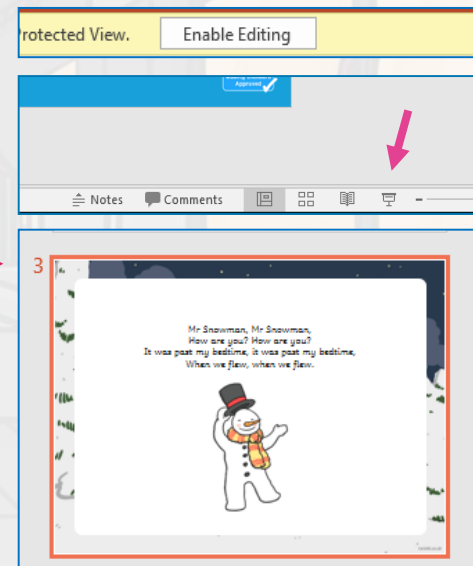 rotected View. Enable Editing
Approved
Notes Comments
3
Mr Snowman, Mr Snowman,
How are you? How are you?
It was past my bedtime, it was past my bedtime,
When we flew, when we flew.